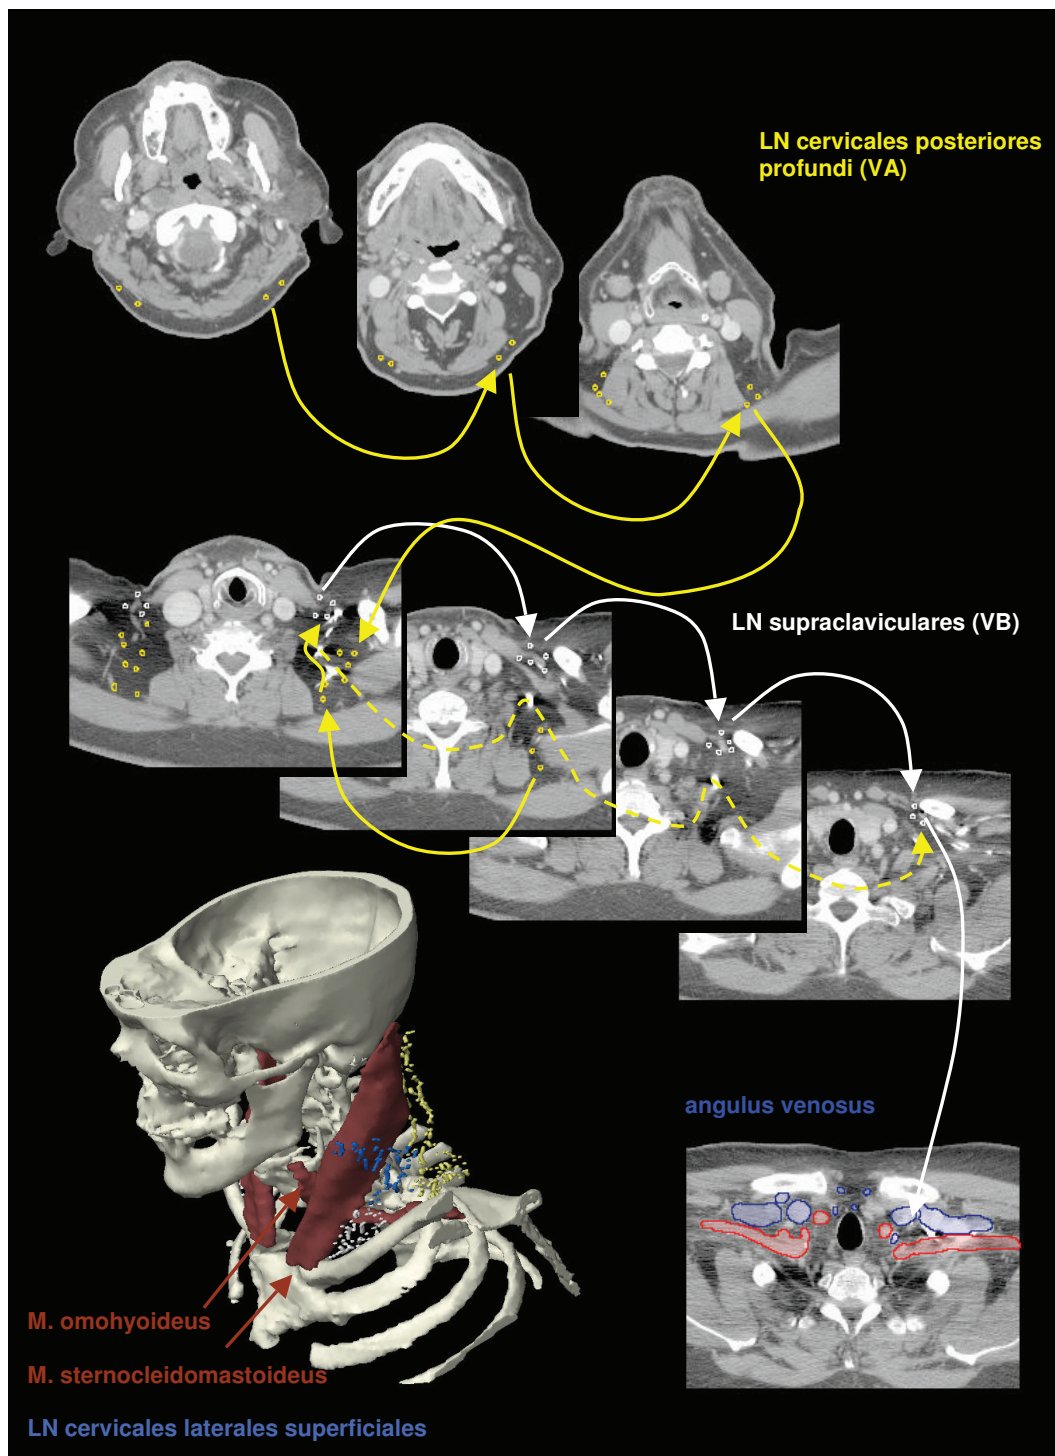 LN cervicales posteriores
profundi (VA)
LN supraclaviculares (VB)
angulus venosus
M. omohyoideus
M. sternocleidomastoideus
LN cervicales laterales superficiales